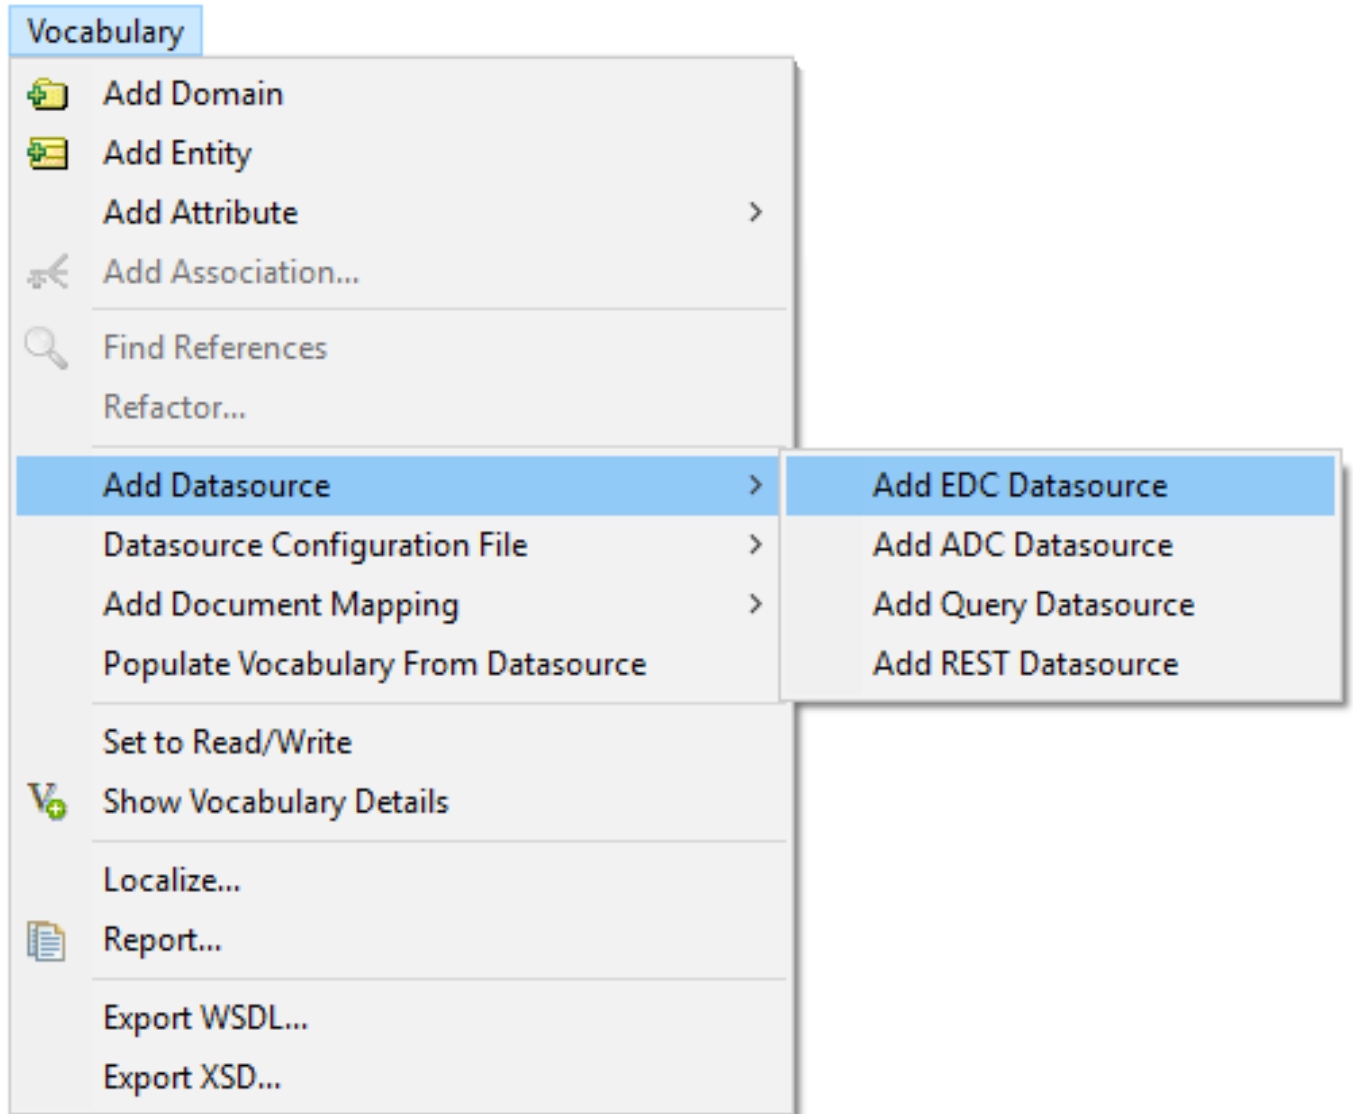 Vocabulary
Add Domain
Add Entity
Add Attribute
Add Association...
Find References
Refactor...
Add Datasource
Datasource Configuration File
Add Document Mapping
Populate Vocabulary From Datasource
Add EDC Datasource
Add ADC Datasource
Add Query Datasource
Add REST Datasource
Set to Read/Write
Show Vocabulary Details
Localize...
Report...
Export WSDL...
Export XSD...